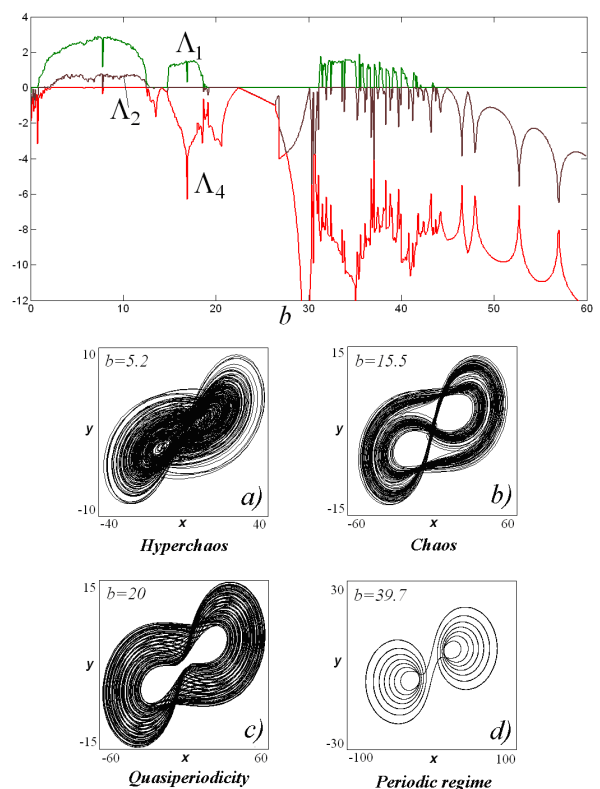 4
2
0
-2
-4
-6
-8
-10
-12
Λ1
Λ2
Λ4
0 10 20 b 30 40 50 60
b=5.2
10
y
-10
-40 x 40
a)
Hyperchaos
b=15.5
15
y
-15
-60 x 60
b)
Chaos
b=20
15
y
-15
-60 x 60
c)
Quasiperiodicity
b=39.7
30
y
-30
-100 x 100
d)
Periodic regime